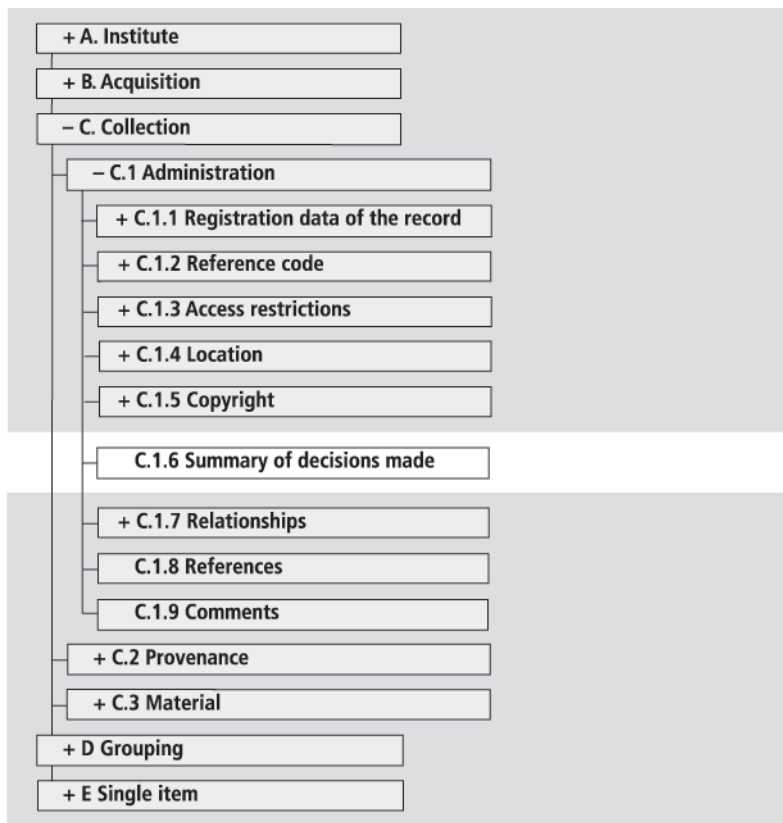 + A. Institute
+ B. Acquisition
– C. Collection
– C.1 Administration
+ C.1.1 Registration data of the record
+ C.1.2 Reference code
+ C.1.3 Access restrictions
+ C.1.4 Location
+ C.1.5 Copyright
C.1.6 Summary of decisions made
+ C.1.7 Relationships
C.1.8 References
C.1.9 Comments
+ C.2 Provenance
+ C.3 Material
+ D Grouping
+ E Single item